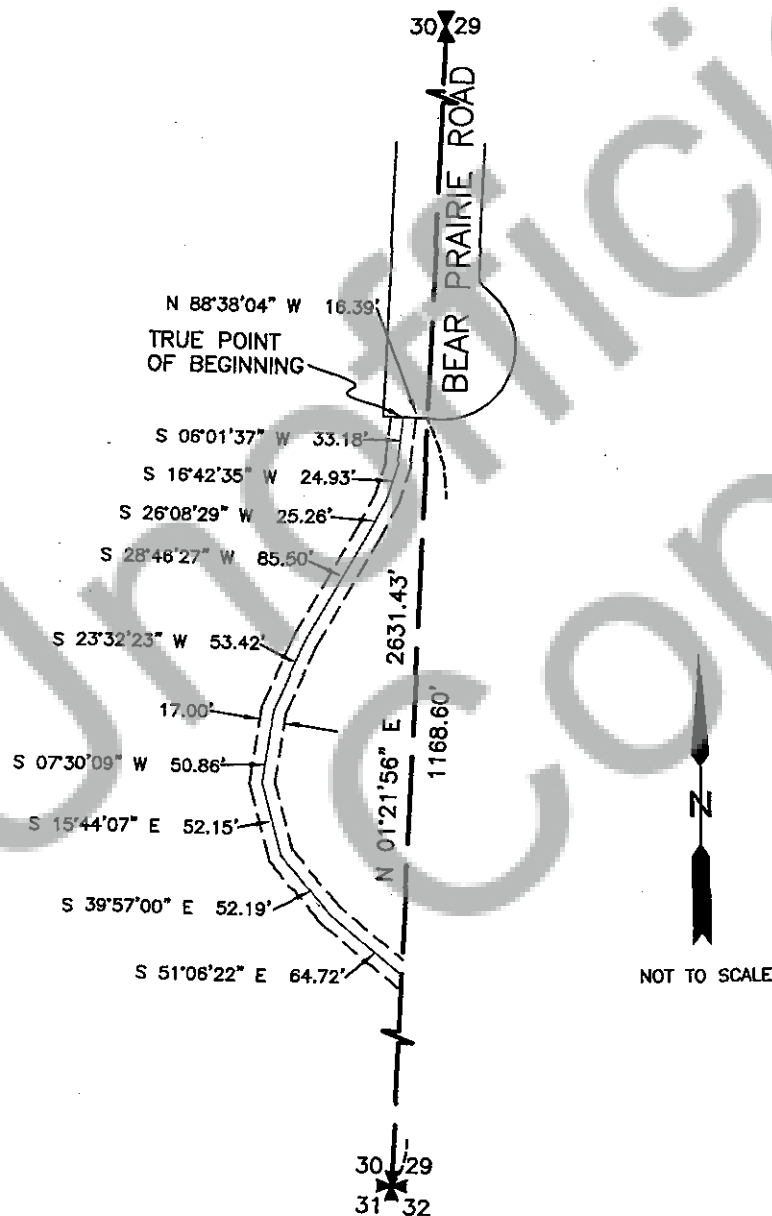 30 29
BEAR PRAIRIE ROAD
N 88°38'04" W 16.39'
TRUE POINT
OF BEGINNING
S 06°01'37" W 33.18'
S 16°42'35" W 24.93'
S 26°08'29" W 25.26'
S 28°46'27" W 85.50'
S 23°32'23" W 53.42'
17.00'
S 07°30'09" W 50.86'
S 15°44'07" E 52.15'
S 39°57'00" E 52.19'
S 51°06'22" E 64.72'
N 01°21'56" E 2631.43'
1168.60'
N
NOT TO SCALE
30 29
31 32
Unoffici
Co